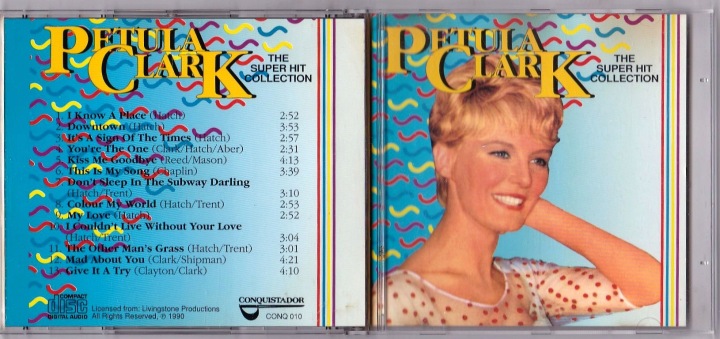 PETULA
CLARK
THE
SUPER HIT
COLLECTION
1. I Know A Place (Hatch) 2:52
2. Downtown (Hatch) 3:53
3. It's A Sign Of The Times (Hatch) 2:57
4. You're The One (Clark/Hatch/Aber) 2:31
5. Kiss Me Goodbye (Reed/Mason) 4:13
6. This Is My Song (Chaplin) 3:39
7. Don't Sleep In The Subway Darling
(Hatch/Trent) 3:10
8. Colour My World (Hatch/Trent) 2:53
9. My Love (Hatch) 2:52
10. I Couldn't Live Without Your Love
(Hatch/Trent) 3:04
11. The Other Man's Grass (Hatch/Trent) 3:01
12. Mad About You (Clark/Shipman) 4:21
13. Give It A Try (Clayton/Clark) 4:10
COMPACT
disc
DIGITAL AUDIO
Licensed from: Livingstone Productions
All Rights Reserved, ℗ 1990
CONQUISTADOR
CONQ 010
PETULA
CLARK
THE
SUPER HIT
COLLECTION